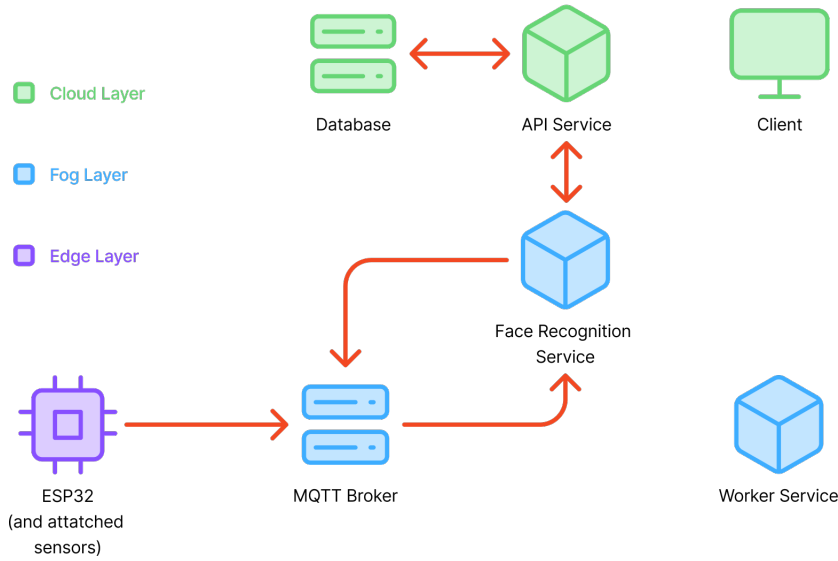 Database
API Service
Client
Cloud Layer
Fog Layer
Edge Layer
Face Recognition
Service
ESP32
(and attatched
sensors)
MQTT Broker
Worker Service